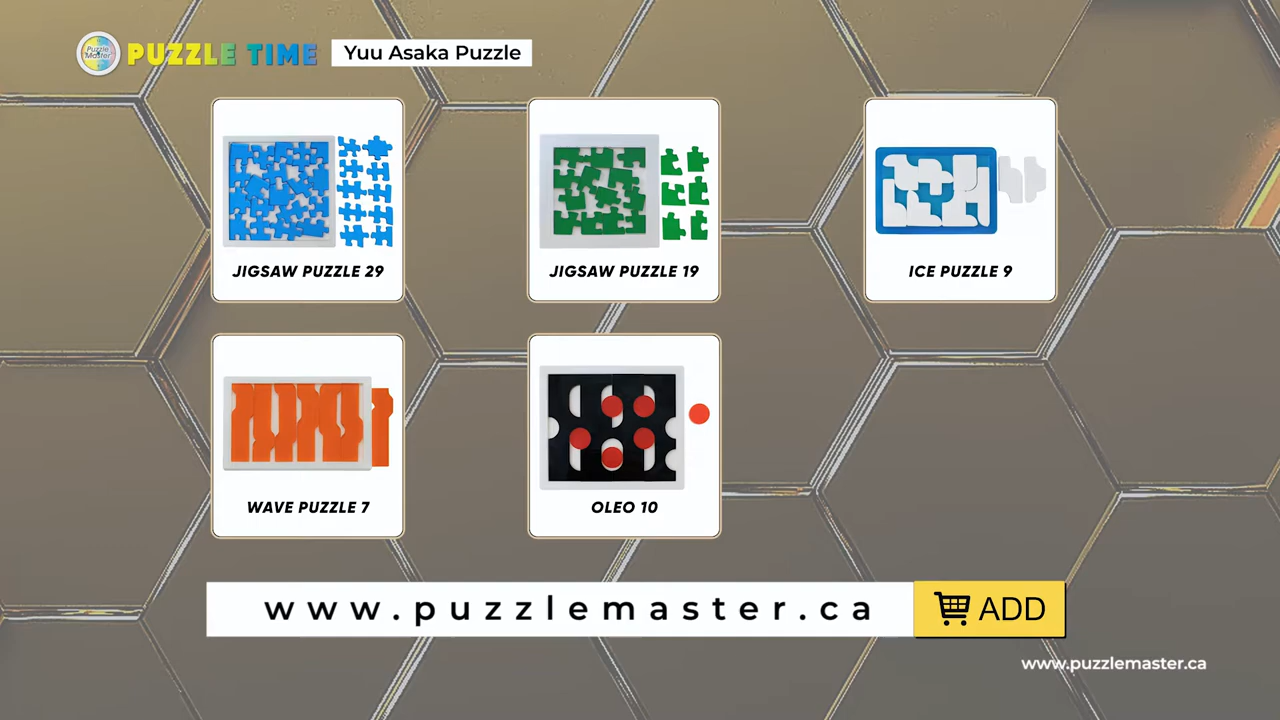 Puzzle
Master
PUZZLE TIME
Yuu Asaka Puzzle
JIGSAW PUZZLE 29
JIGSAW PUZZLE 19
ICE PUZZLE 9
WAVE PUZZLE 7
OLEO 10
www.puzzlemaster.ca
ADD
www.puzzlemaster.ca